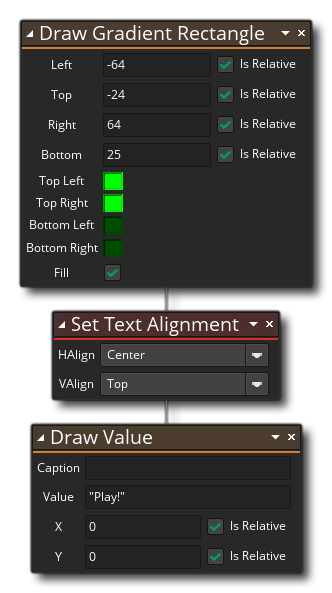 Draw Gradient Rectangle
Left -64 Is Relative
Top -24 Is Relative
Right 64 Is Relative
Bottom 25 Is Relative
Top Left
Top Right
Bottom Left
Bottom Right
Fill
Set Text Alignment
HAlign Center
VAlign Top
Draw Value
Caption
Value "Play!"
X 0 Is Relative
Y 0 Is Relative